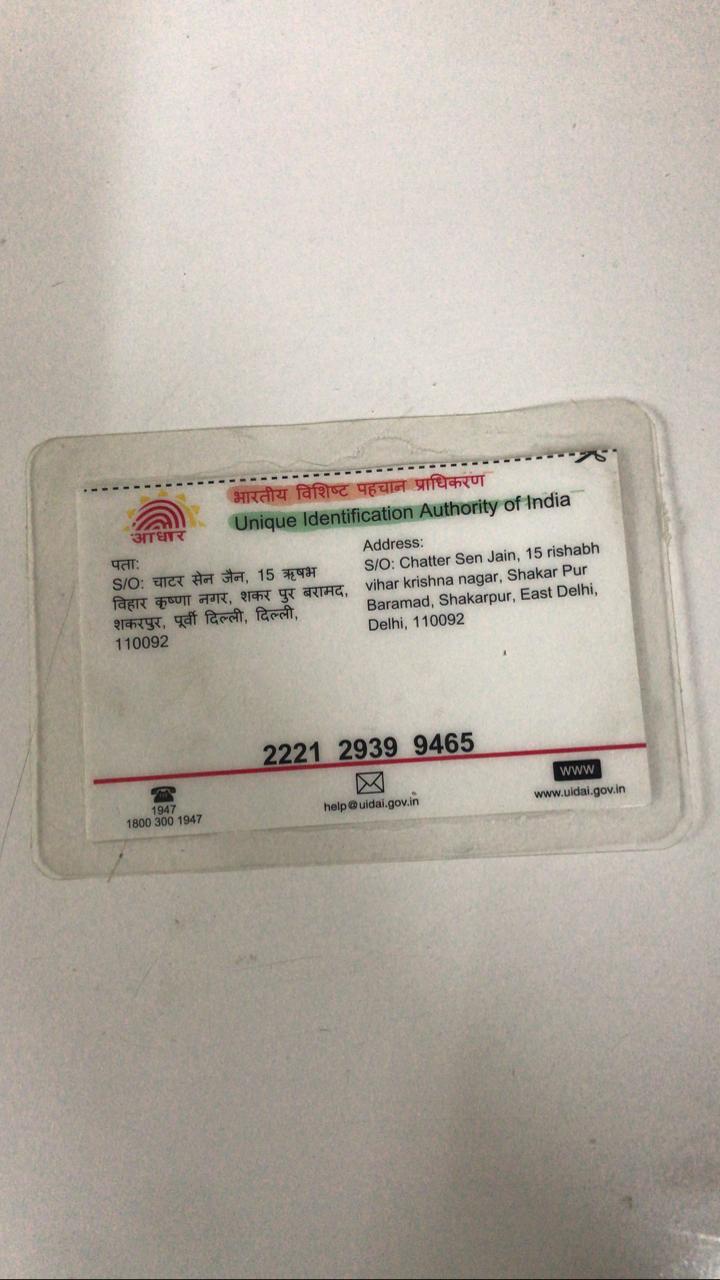 भारतीय विशिष्ट पहचान प्राधिकरण
Unique Identification Authority of India
आधार
पता:
S/O: चाटर सेन जैन, 15 ऋषभ
विहार कृष्णा नगर, शकर पुर बरामद,
शकरपुर, पूर्वी दिल्ली, दिल्ली,
110092
Address:
S/O: Chatter Sen Jain, 15 rishabh
vihar krishna nagar, Shakar Pur
Baramad, Shakarpur, East Delhi,
Delhi, 110092
2221 2939 9465
1947
1800 300 1947
help@uidai.gov.in
www
www.uidai.gov.in